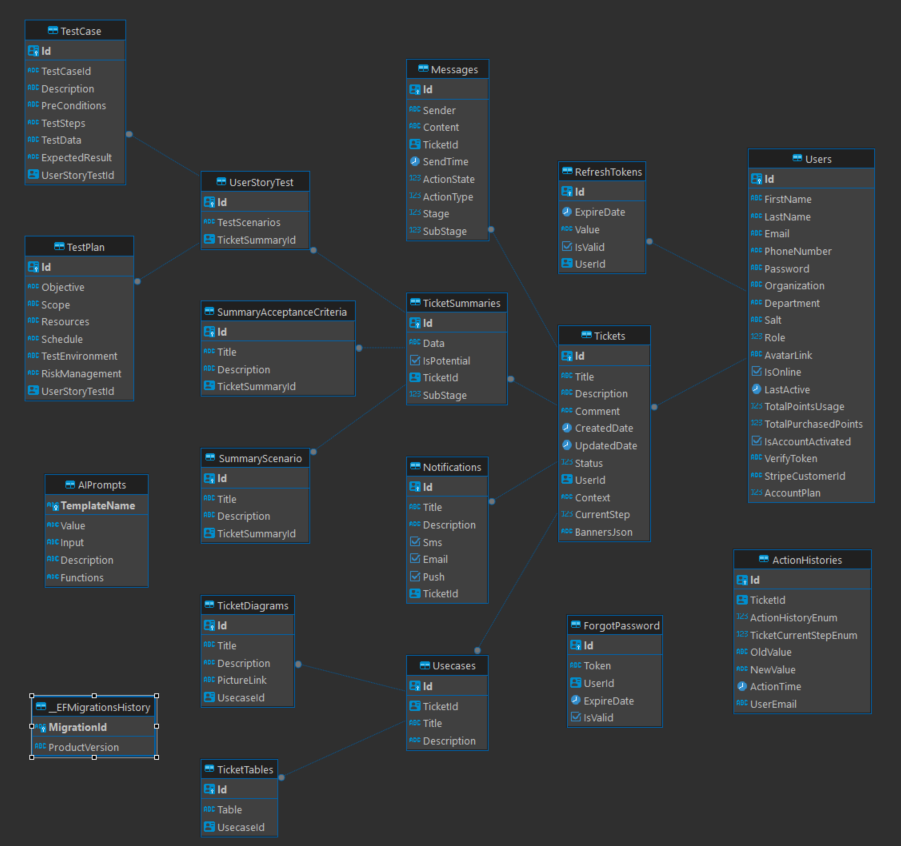 TestCase
Id
TestCaseId
Description
PreConditions
TestSteps
TestData
ExpectedResult
UserStoryTestId
TestPlan
Id
Objective
Scope
Resources
Schedule
TestEnvironment
RiskManagement
UserStoryTestId
AIPrompts
TemplateName
Value
Input
Description
Functions
__EFMigrationsHistory
MigrationId
ProductVersion
UserStoryTest
Id
TestScenarios
TicketSummaryId
SummaryAcceptanceCriteria
Id
Title
Description
TicketSummaryId
SummaryScenario
Id
Title
Description
TicketSummaryId
TicketDiagrams
Id
Title
Description
PictureLink
UsecaseId
TicketTables
Id
Table
UsecaseId
Messages
Id
Sender
Content
TicketId
SendTime
ActionState
ActionType
Stage
SubStage
TicketSummaries
Id
Data
IsPotential
TicketId
SubStage
Notifications
Id
Title
Description
Sms
Email
Push
TicketId
Usecases
Id
TicketId
Title
Description
RefreshTokens
Id
ExpireDate
Value
IsValid
UserId
Tickets
Id
Title
Description
Comment
CreatedDate
UpdatedDate
Status
UserId
Context
CurrentStep
BannersJson
ForgotPassword
Id
Token
UserId
ExpireDate
IsValid
Users
Id
FirstName
LastName
Email
PhoneNumber
Password
Organization
Department
Salt
Role
AvatarLink
IsOnline
LastActive
TotalPointsUsage
TotalPurchasedPoints
IsAccountActivated
VerifyToken
StripeCustomerId
AccountPlan
ActionHistories
Id
TicketId
ActionHistoryEnum
TicketCurrentStepEnum
OldValue
NewValue
ActionTime
UserEmail